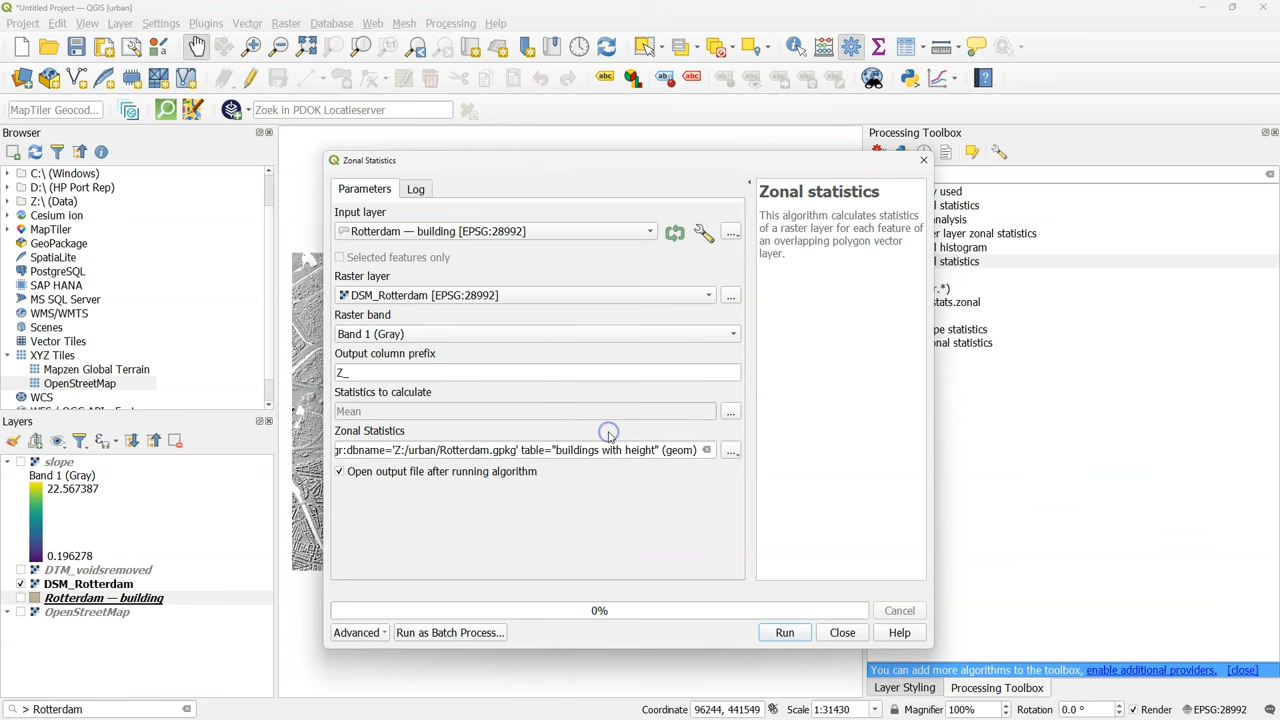 *Untitled Project — QGIS [urban]
Project Edit View Layer Settings Plugins Vector Raster Database Web Mesh Processing Help
MapTiler Geocod...
Zoek in PDOK Locatieserver
Browser
C:\ (Windows)
D:\ (HP Port Rep)
Z:\ (Data)
Cesium ion
MapTiler
GeoPackage
SpatiaLite
PostgreSQL
SAP HANA
MS SQL Server
WMS/WMTS
Scenes
Vector Tiles
XYZ Tiles
Mapzen Global Terrain
OpenStreetMap
WCS
Layers
slope
Band 1 (Gray)
22.567387
0.196278
DTM_voidsremoved
DSM_Rotterdam
Rotterdam — building
OpenStreetMap
Zonal Statistics
Parameters Log
Input layer
Rotterdam — building [EPSG:28992]
Selected features only
Raster layer
DSM_Rotterdam [EPSG:28992]
Raster band
Band 1 (Gray)
Output column prefix
Z_
Statistics to calculate
Mean
Zonal Statistics
gr:dbname='Z:/urban/Rotterdam.gpkg' table="buildings with height" (geom)
Open output file after running algorithm
0%
Cancel
Advanced
Run as Batch Process...
Run
Close
Help
Zonal statistics
This algorithm calculates statistics
of a raster layer for each feature of
an overlapping polygon vector
layer.
Processing Toolbox
y used
l statistics
nalysis
r layer zonal statistics
l histogram
l statistics
r.*)
tats.zonal
pe statistics
nal statistics
You can add more algorithms to the toolbox, enable additional providers. [close]
Layer Styling Processing Toolbox
> Rotterdam
Coordinate 96244, 441549 Scale 1:31430 Magnifier 100% Rotation 0.0 ° Render EPSG:28992